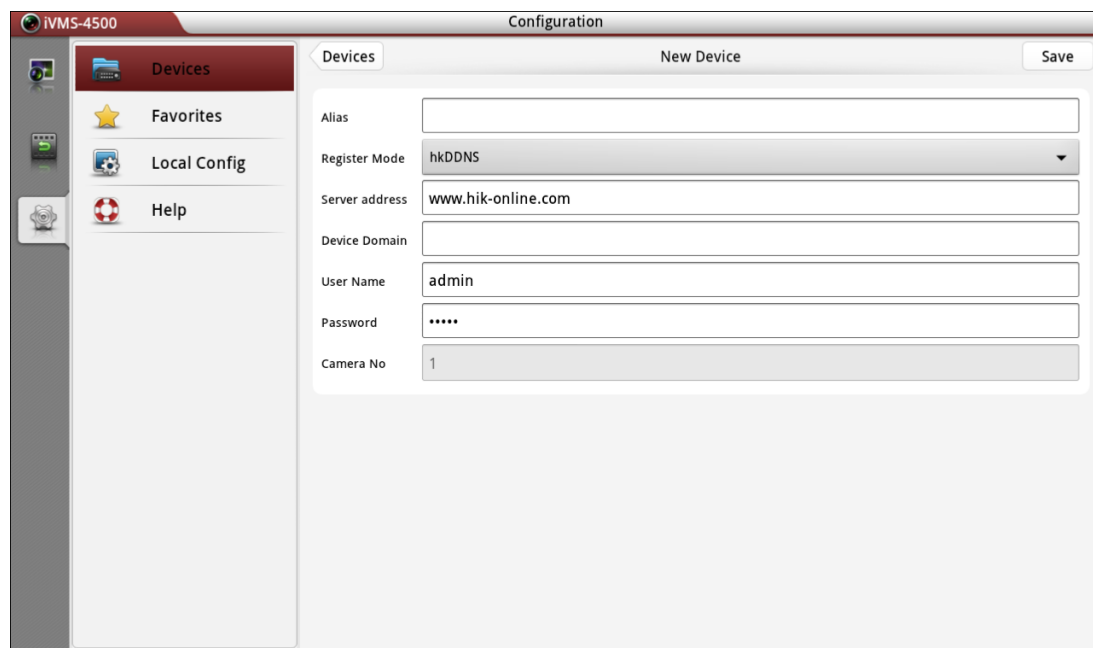 iVMS-4500
Configuration
Devices
Favorites
Local Config
Help
Devices
New Device
Save
Alias
Register Mode
hkDDNS
Server address
www.hik-online.com
Device Domain
User Name
admin
Password
•••••
Camera No
1